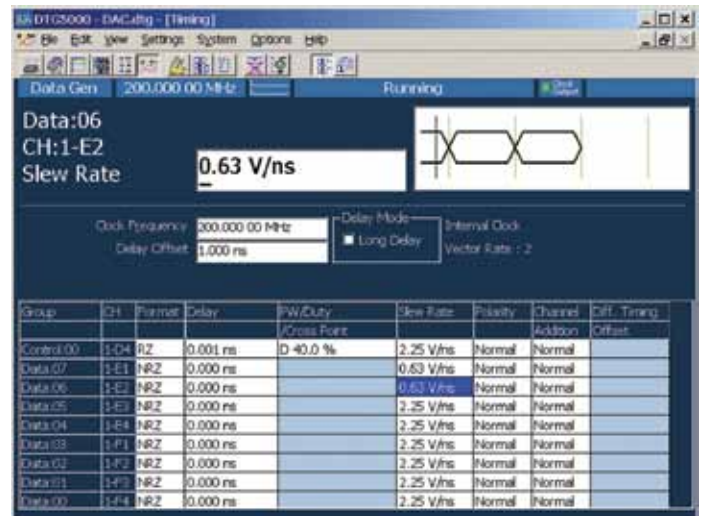 DTG5000 - DAC.dtg - [Timing]
File Edit View Settings System Options Help
Data Gen 200.000 00 MHz Running Clock Output
Data:06
CH:1-E2
Slew Rate 0.63 V/ns
Clock Frequency 200.000 00 MHz Delay Mode Internal Clock
Delay Offset 1.000 ns Long Delay Vector Rate : 2
Group CH Format Delay PW/Duty Slew Rate Polarity Channel Diff. Timing
/Cross Point Addition Offset
Control:00 1-D4 RZ 0.001 ns D 40.0 % 2.25 V/ns Normal Normal
Data:07 1-E1 NRZ 0.000 ns 0.63 V/ns Normal Normal
Data:06 1-E2 NRZ 0.000 ns 0.63 V/ns Normal Normal
Data:05 1-E3 NRZ 0.000 ns 2.25 V/ns Normal Normal
Data:04 1-E4 NRZ 0.000 ns 2.25 V/ns Normal Normal
Data:03 1-F1 NRZ 0.000 ns 2.25 V/ns Normal Normal
Data:02 1-F2 NRZ 0.000 ns 2.25 V/ns Normal Normal
Data:01 1-F3 NRZ 0.000 ns 2.25 V/ns Normal Normal
Data:00 1-F4 NRZ 0.000 ns 2.25 V/ns Normal Normal